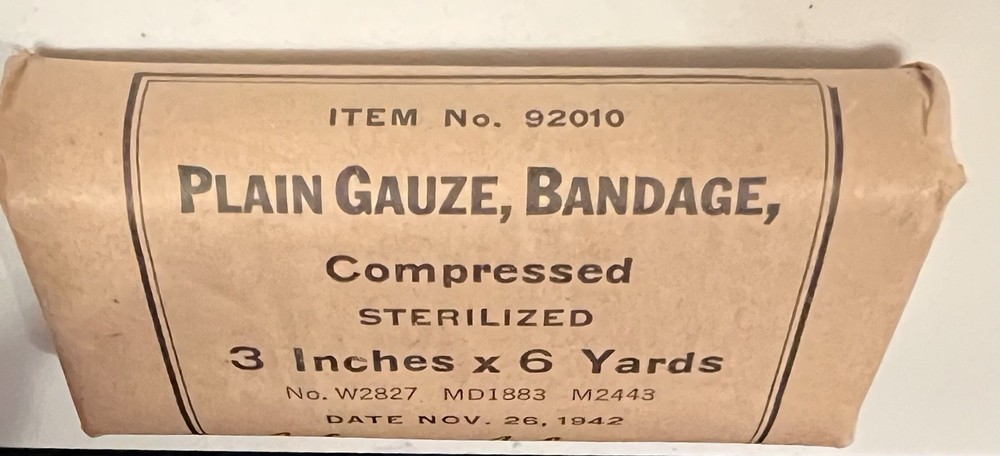 ITEM No. 92010
PLAIN GAUZE, BANDAGE,
Compressed
STERILIZED
3 Inches x 6 Yards
No. W2827 MD1883 M2443
DATE NOV. 26, 1942